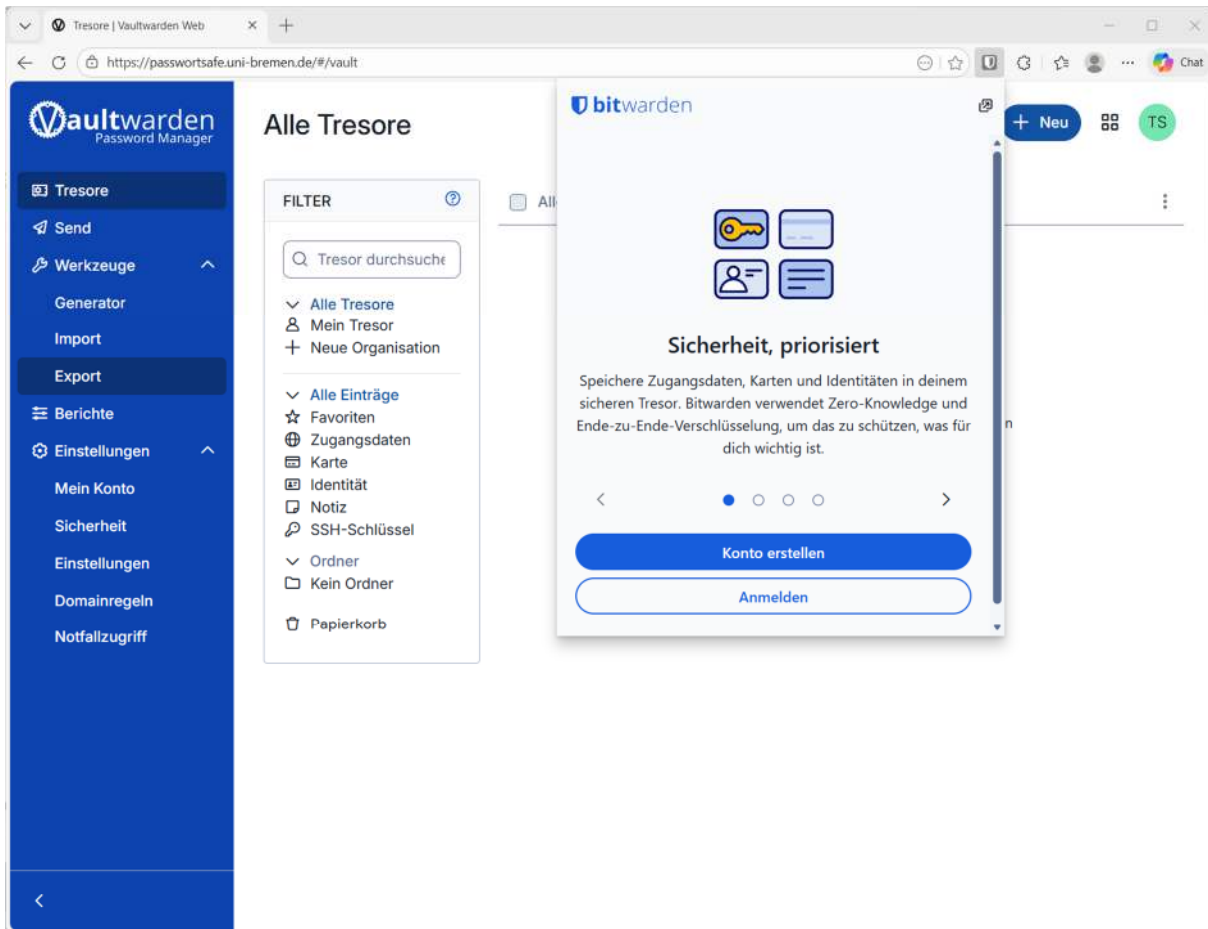 Tresore | Vaultwarden Web
https://passwortsafe.uni-bremen.de/#/vault
Chat
Vaultwarden
Password Manager
Tresore
Send
Werkzeuge
Generator
Import
Export
Berichte
Einstellungen
Mein Konto
Sicherheit
Einstellungen
Domainregeln
Notfallzugriff
Alle Tresore
FILTER
Tresor durchsuche
Alle Tresore
Mein Tresor
Neue Organisation
Alle Einträge
Favoriten
Zugangsdaten
Karte
Identität
Notiz
SSH-Schlüssel
Ordner
Kein Ordner
Papierkorb
All
bitwarden
Sicherheit, priorisiert
Speichere Zugangsdaten, Karten und Identitäten in deinem
sicheren Tresor. Bitwarden verwendet Zero-Knowledge und
Ende-zu-Ende-Verschlüsselung, um das zu schützen, was für
dich wichtig ist.
Konto erstellen
Anmelden
n
+ Neu
TS